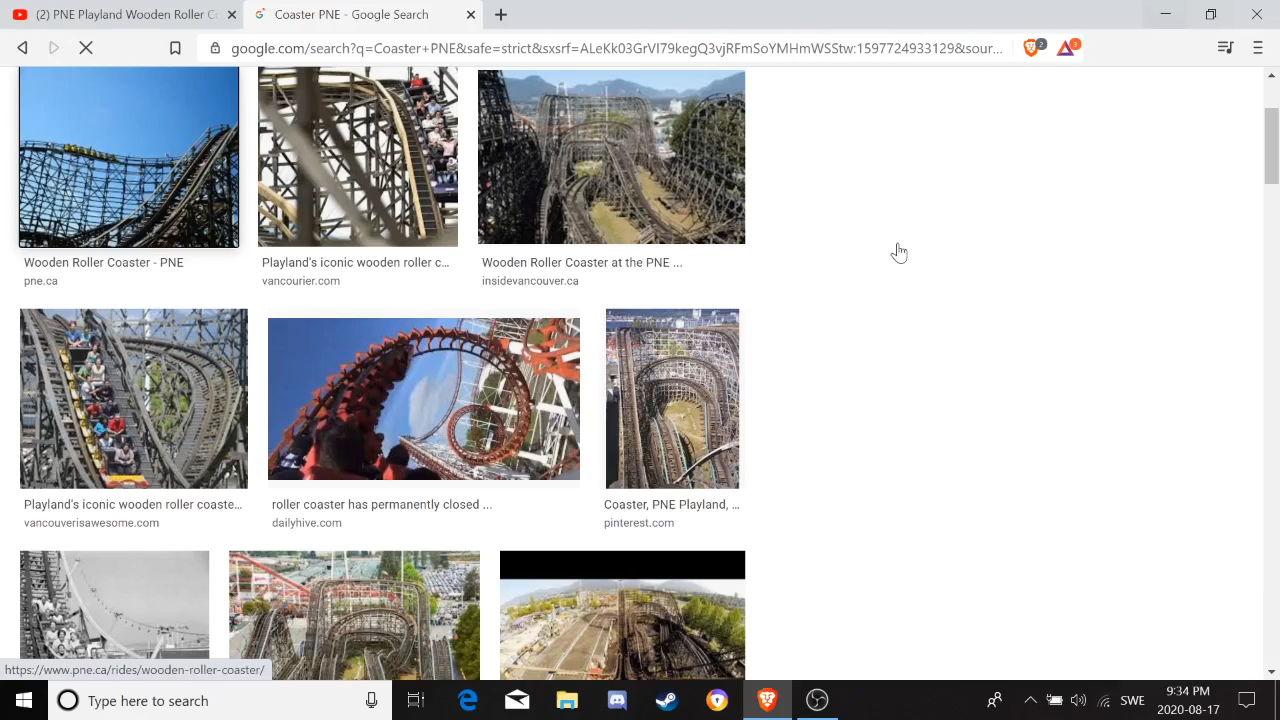 (2) PNE Playland Wooden Roller Co
Coaster PNE - Google Search
google.com/search?q=Coaster+PNE&safe=strict&sxsrf=ALeKk03GrVI79kegQ3vjRFmSoYMHmWSStw:1597724933129&sour...
2
3
Wooden Roller Coaster - PNE
pne.ca
Playland's iconic wooden roller c...
vancourier.com
Wooden Roller Coaster at the PNE ...
insidevancouver.ca
Playland's iconic wooden roller coaste...
vancouverisawesome.com
roller coaster has permanently closed ...
dailyhive.com
Coaster, PNE Playland, ...
pinterest.com
https://www.pne.ca/rides/wooden-roller-coaster/
Type here to search
SWE
9:34 PM
2020-08-17